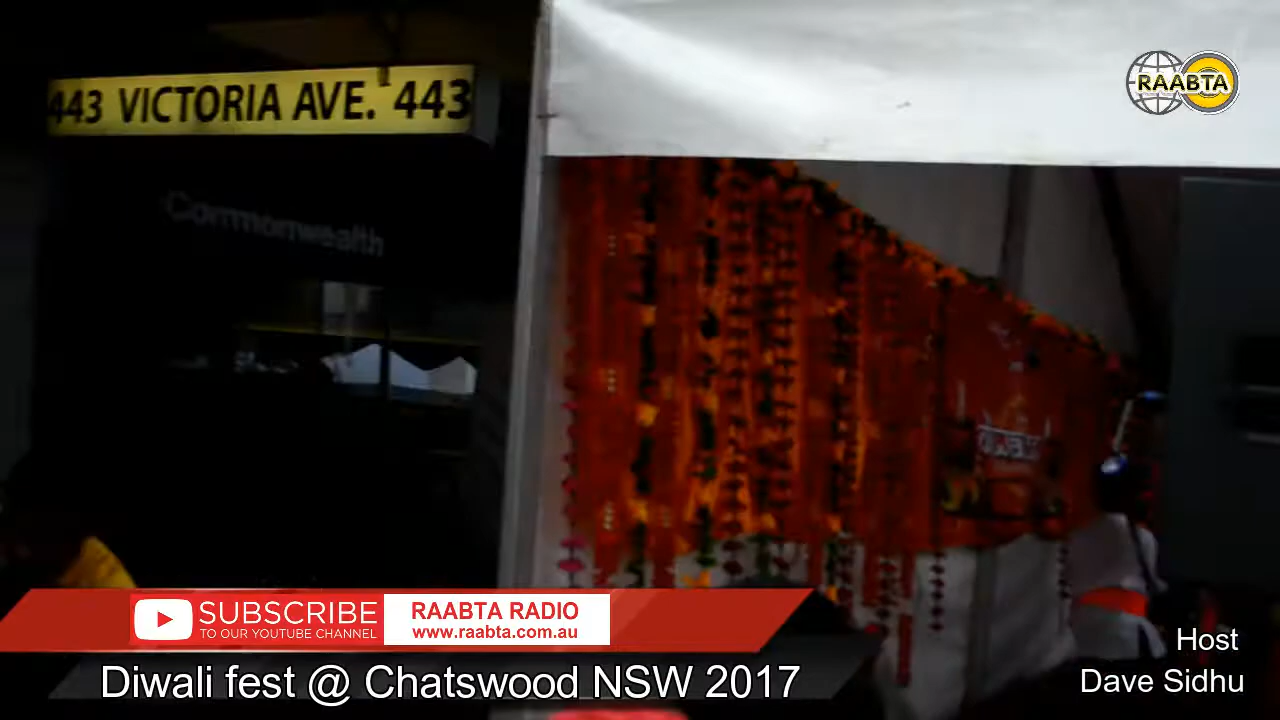 443 VICTORIA AVE. 443
RAABTA
Commonwealth
SUBSCRIBE
TO OUR YOUTUBE CHANNEL
RAABTA RADIO
www.raabta.com.au
Host
Diwali fest @ Chatswood NSW 2017
Dave Sidhu